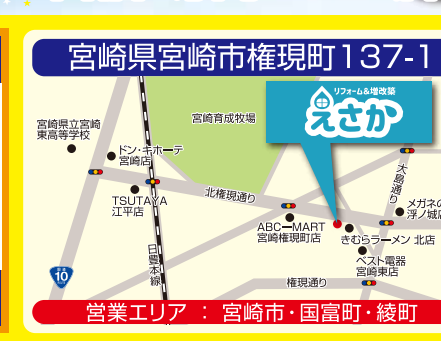 宮崎県宮崎市権現町137-1
リフォーム&増改築
えさか
宮崎育成牧場
宮崎県立宮崎
東高等学校
ドン・キホーテ
宮崎店
TSUTAYA
江平店
北権現通り
大島通り
メガネの
浮ノ城店
ABC-MART
宮崎権現町店
きむらラーメン 北店
ベスト電器
宮崎東店
日豊本線
国道
10
権現通り
営業エリア : 宮崎市・国富町・綾町